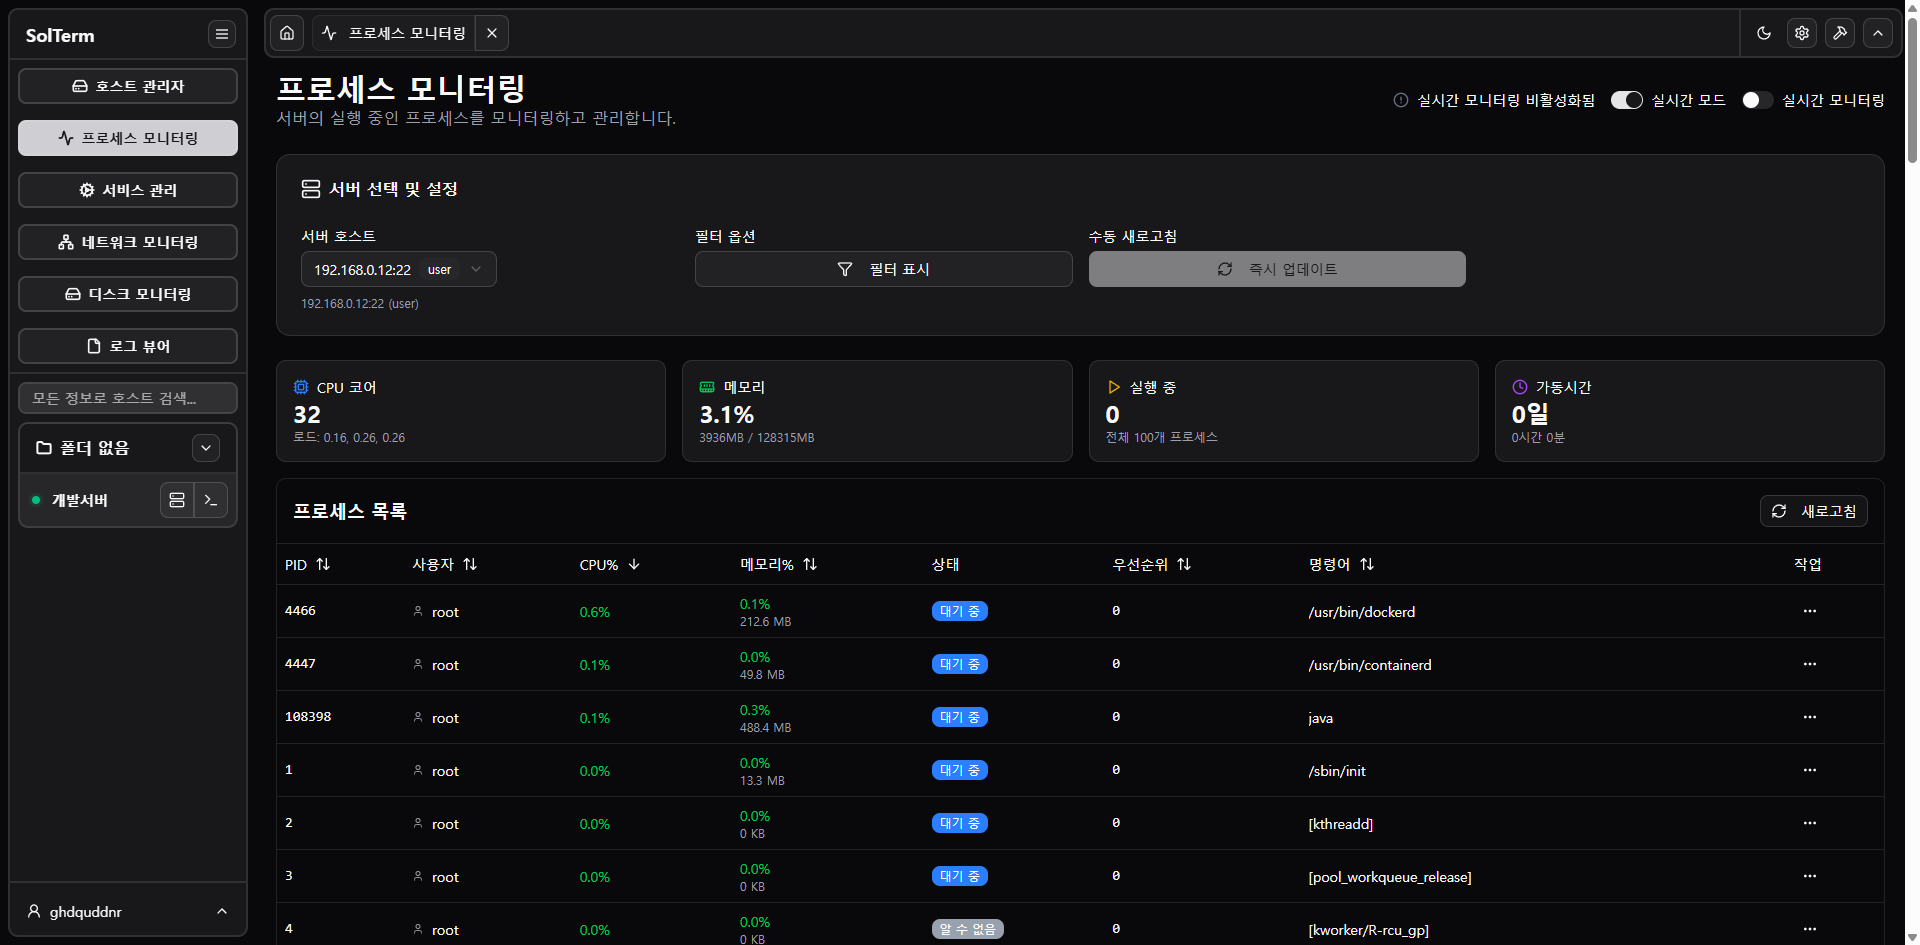 SolTerm
호스트 관리자
프로세스 모니터링
서비스 관리
네트워크 모니터링
디스크 모니터링
로그 뷰어
모든 정보로 호스트 검색...
폴더 없음
개발서버
ghdquddnr
프로세스 모니터링
프로세스 모니터링
서버의 실행 중인 프로세스를 모니터링하고 관리합니다.
실시간 모니터링 비활성화됨 실시간 모드 실시간 모니터링
서버 선택 및 설정
서버 호스트 필터 옵션 수동 새로고침
192.168.0.12:22 user 필터 표시 즉시 업데이트
192.168.0.12:22 (user)
CPU 코어
32
로드: 0.16, 0.26, 0.26
메모리
3.1%
3936MB / 128315MB
실행 중
0
전체 100개 프로세스
가동시간
0일
0시간 0분
프로세스 목록 새로고침
PID 사용자 CPU% 메모리% 상태 우선순위 명령어 작업
4466 root 0.6% 0.1% 212.6 MB 대기 중 0 /usr/bin/dockerd ...
4447 root 0.1% 0.0% 49.8 MB 대기 중 0 /usr/bin/containerd ...
108398 root 0.1% 0.3% 488.4 MB 대기 중 0 java ...
1 root 0.0% 0.0% 13.3 MB 대기 중 0 /sbin/init ...
2 root 0.0% 0.0% 0 KB 대기 중 0 [kthreadd] ...
3 root 0.0% 0.0% 0 KB 대기 중 0 [pool_workqueue_release] ...
4 root 0.0% 0.0% 0 KB 알 수 없음 0 [kworker/R-rcu_gp] ...